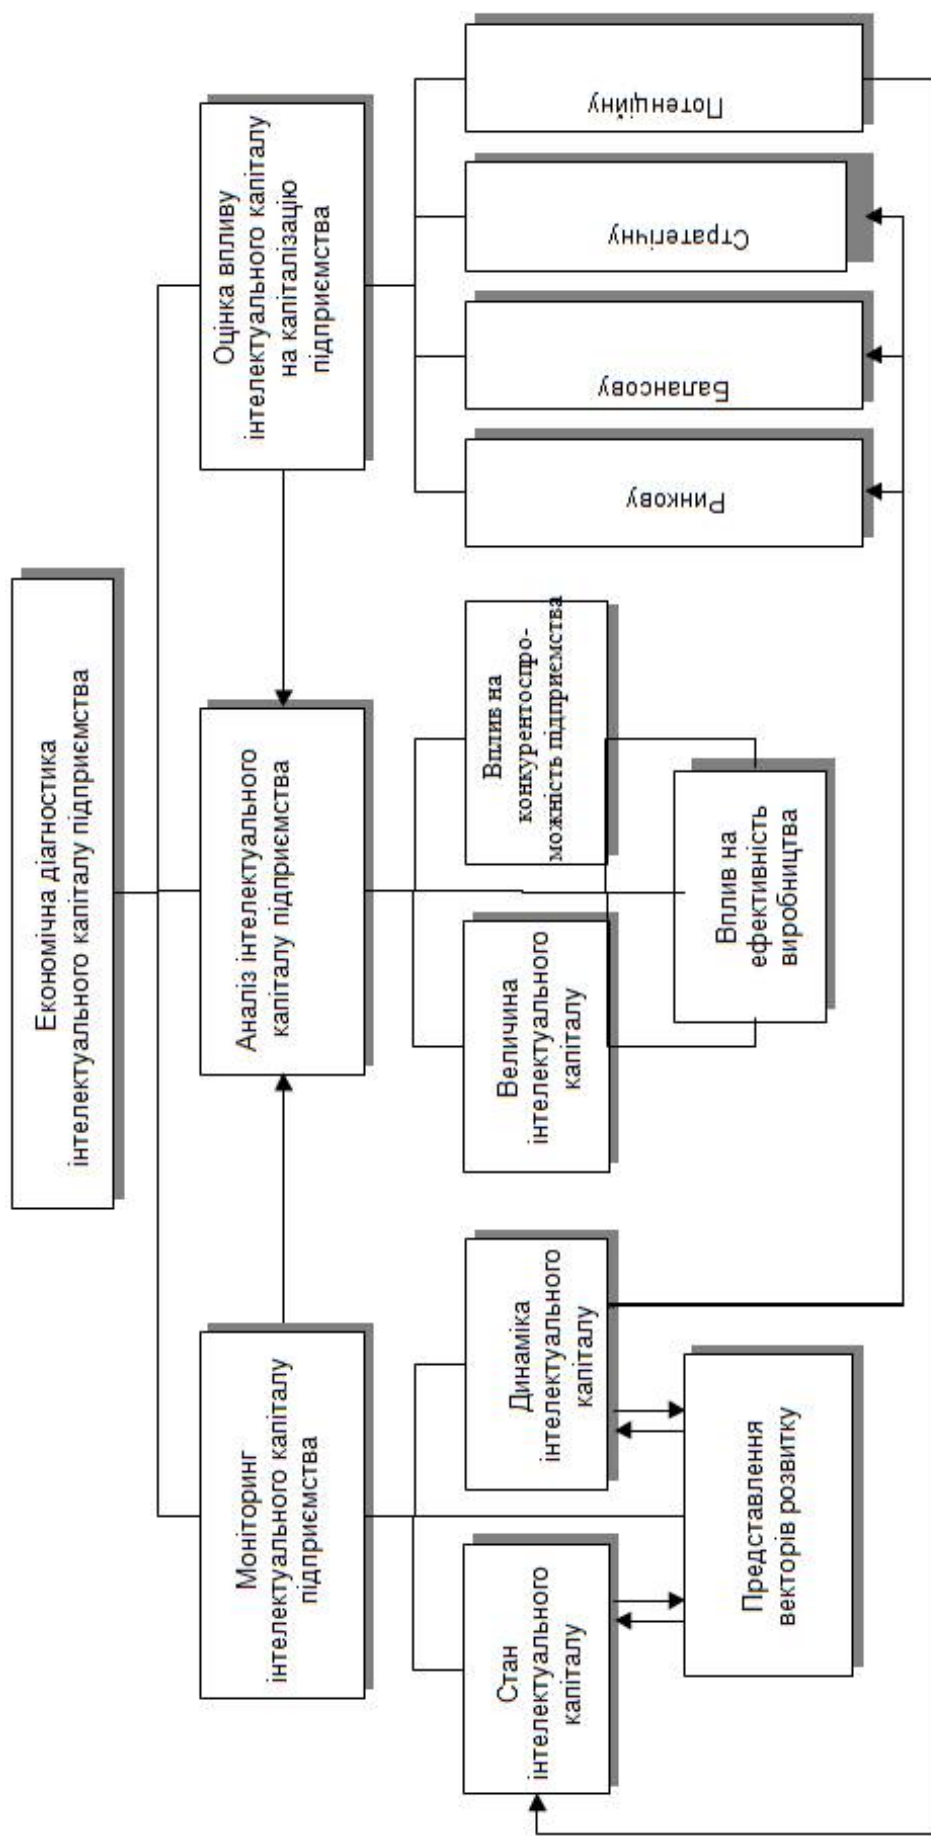 Економічна діагностика
інтелектуального капіталу підприємства
Моніторинг
інтелектуального капіталу
підприємства
Аналіз інтелектуального
капіталу підприємства
Оцінка впливу
інтелектуального капіталу
на капіталізацію
підприємства
Стан
інтелектуального
капіталу
Динаміка
інтелектуального
капіталу
Представлення
векторів розвитку
Величина
інтелектуального
капіталу
Вплив на
конкурентоспро-
можність підприємства
Вплив на
ефективність
виробництва
Ринкову
Балансову
Стратегічну
Потенційну